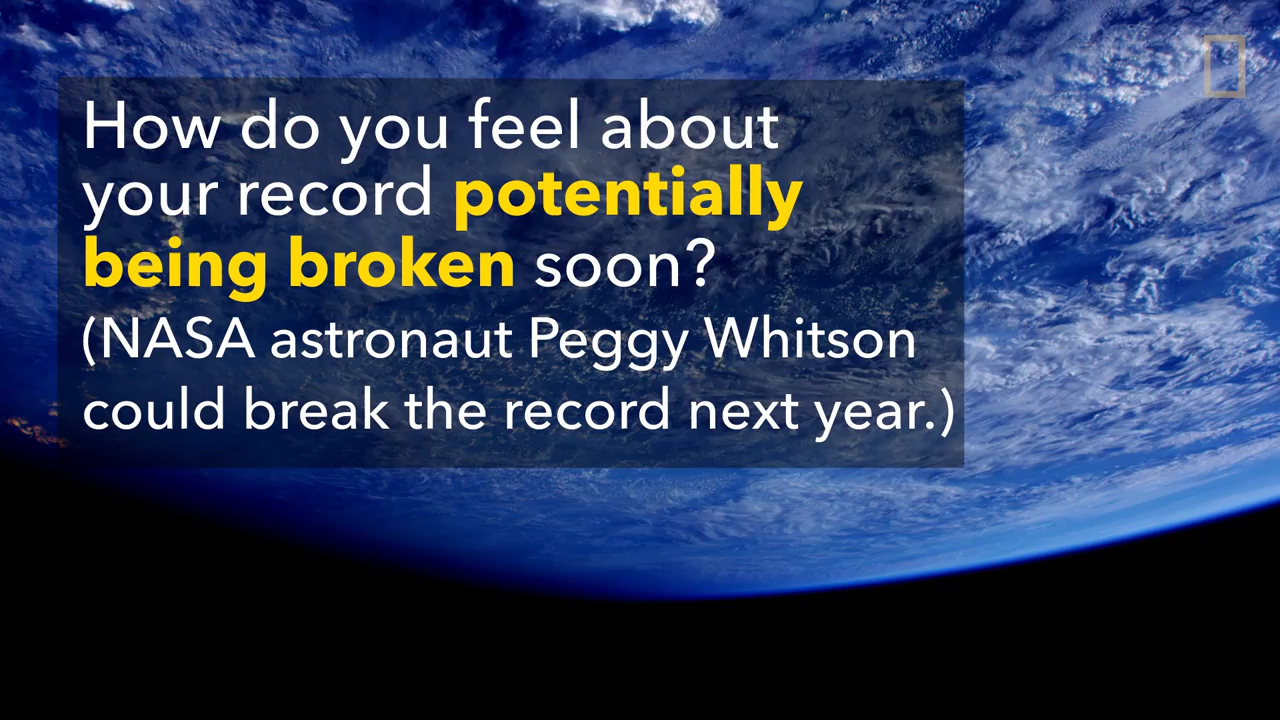 How do you feel about
your record potentially
being broken soon?
(NASA astronaut Peggy Whitson
could break the record next year.)